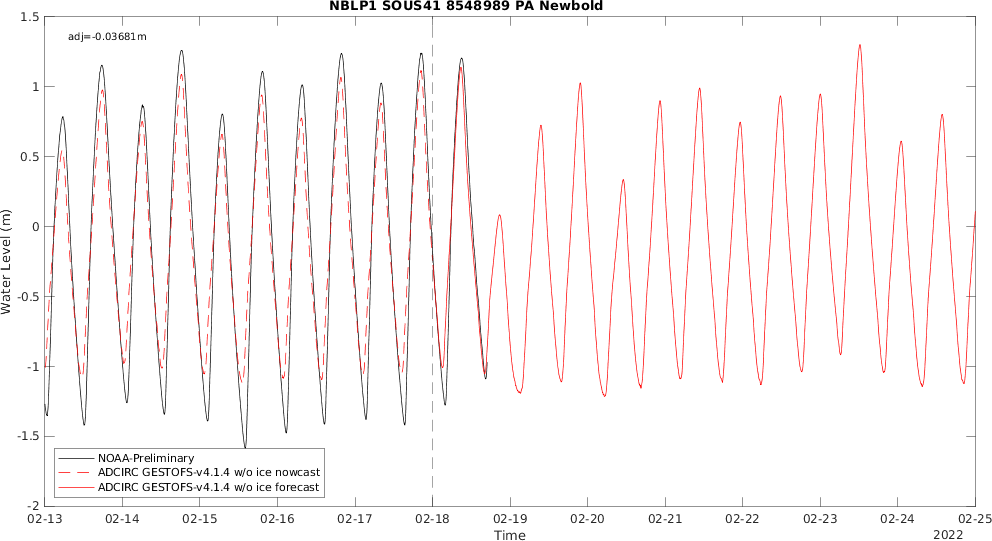 NBLP1 SOUS41 8548989 PA Newbold
adj=-0.03681m
1.5
1
0.5
0
-0.5
-1
-1.5
-2
Water Level (m)
NOAA-Preliminary
ADCIRC GESTOFS-v4.1.4 w/o ice nowcast
ADCIRC GESTOFS-v4.1.4 w/o ice forecast
02-13 02-14 02-15 02-16 02-17 02-18 02-19 02-20 02-21 02-22 02-23 02-24 02-25
Time
2022